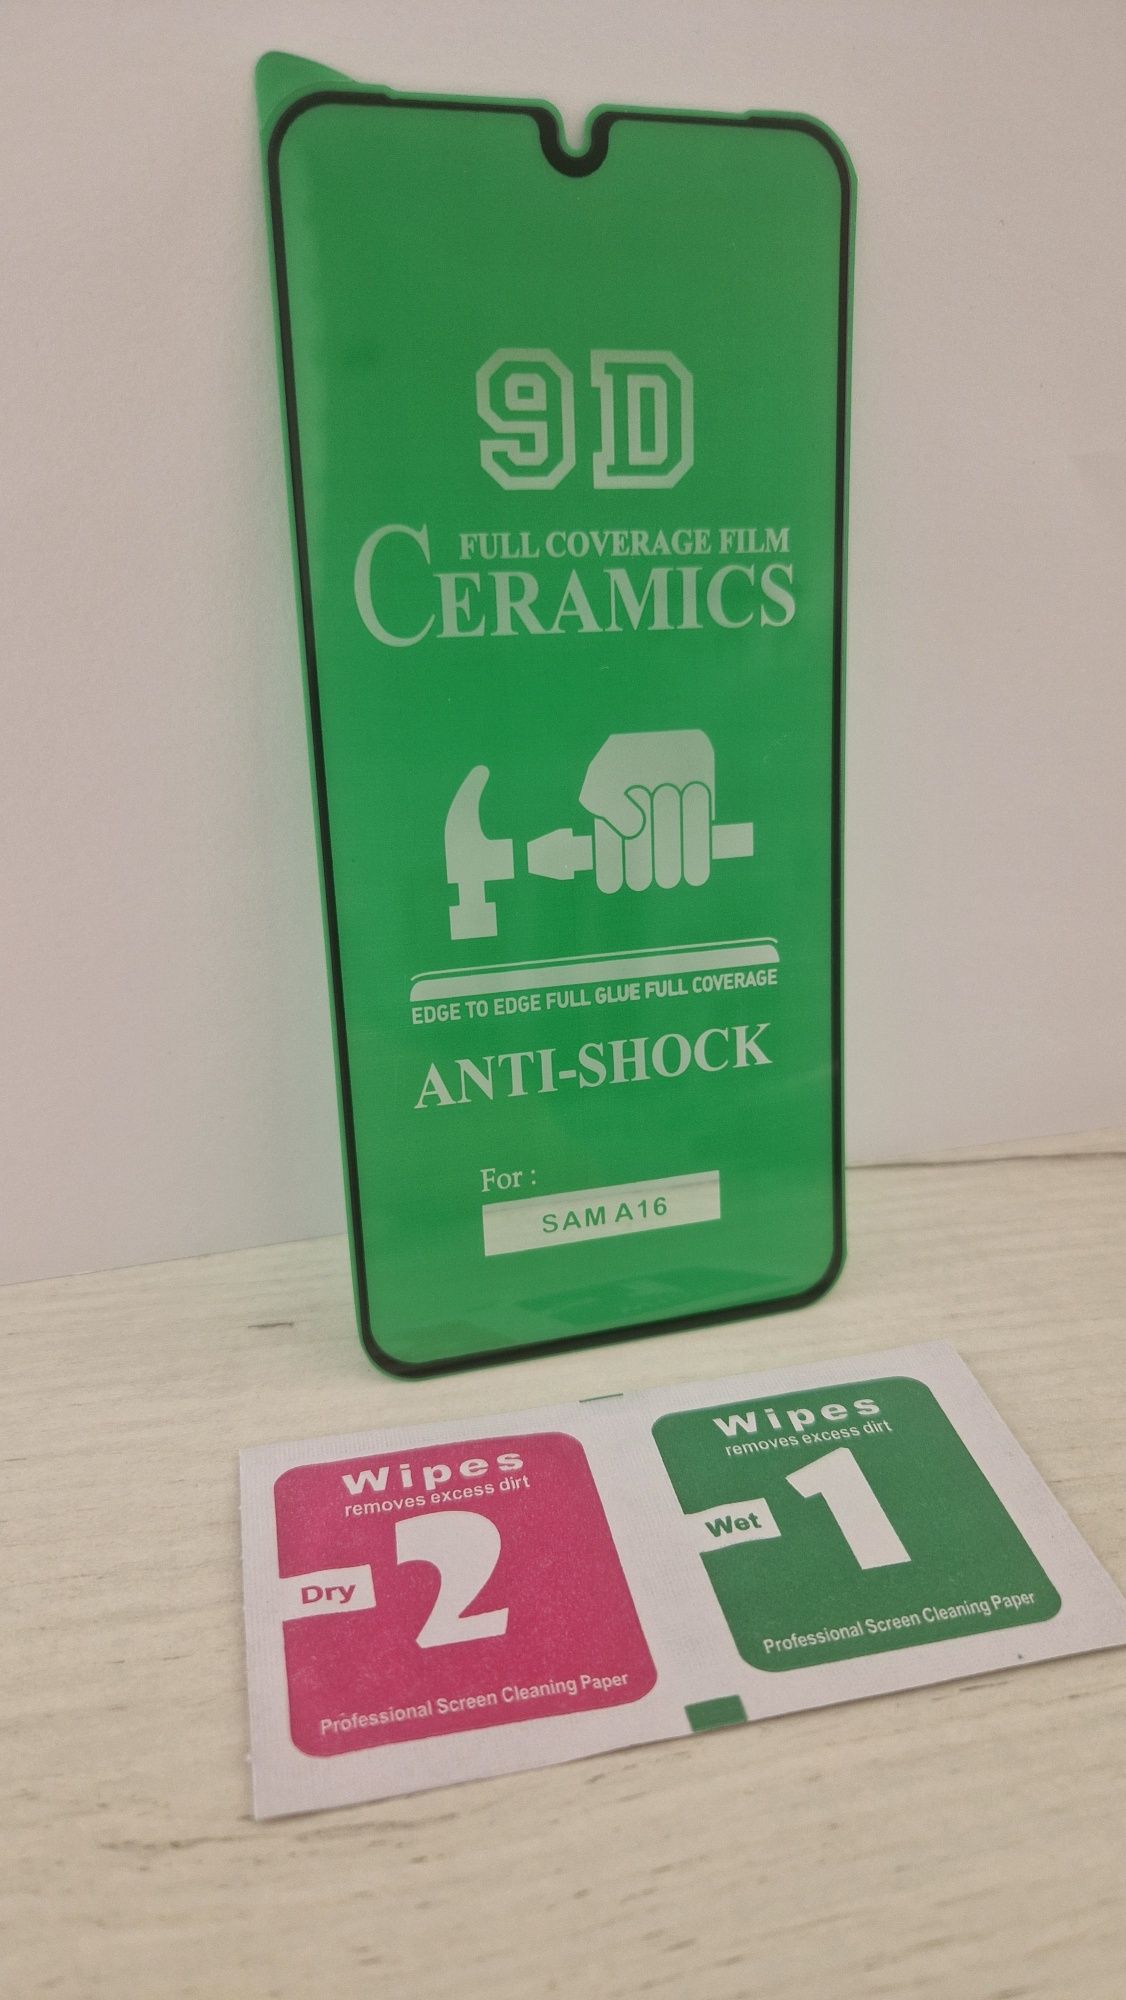 9D
FULL COVERAGE FILM
CERAMICS
EDGE TO EDGE FULL GLUE FULL COVERAGE
ANTI-SHOCK
For :
SAM A16
Wipes
removes excess dirt
2
Dry
Professional Screen Cleaning Paper
Wipes
removes excess dirt
1
Wet
Professional Screen Cleaning Paper